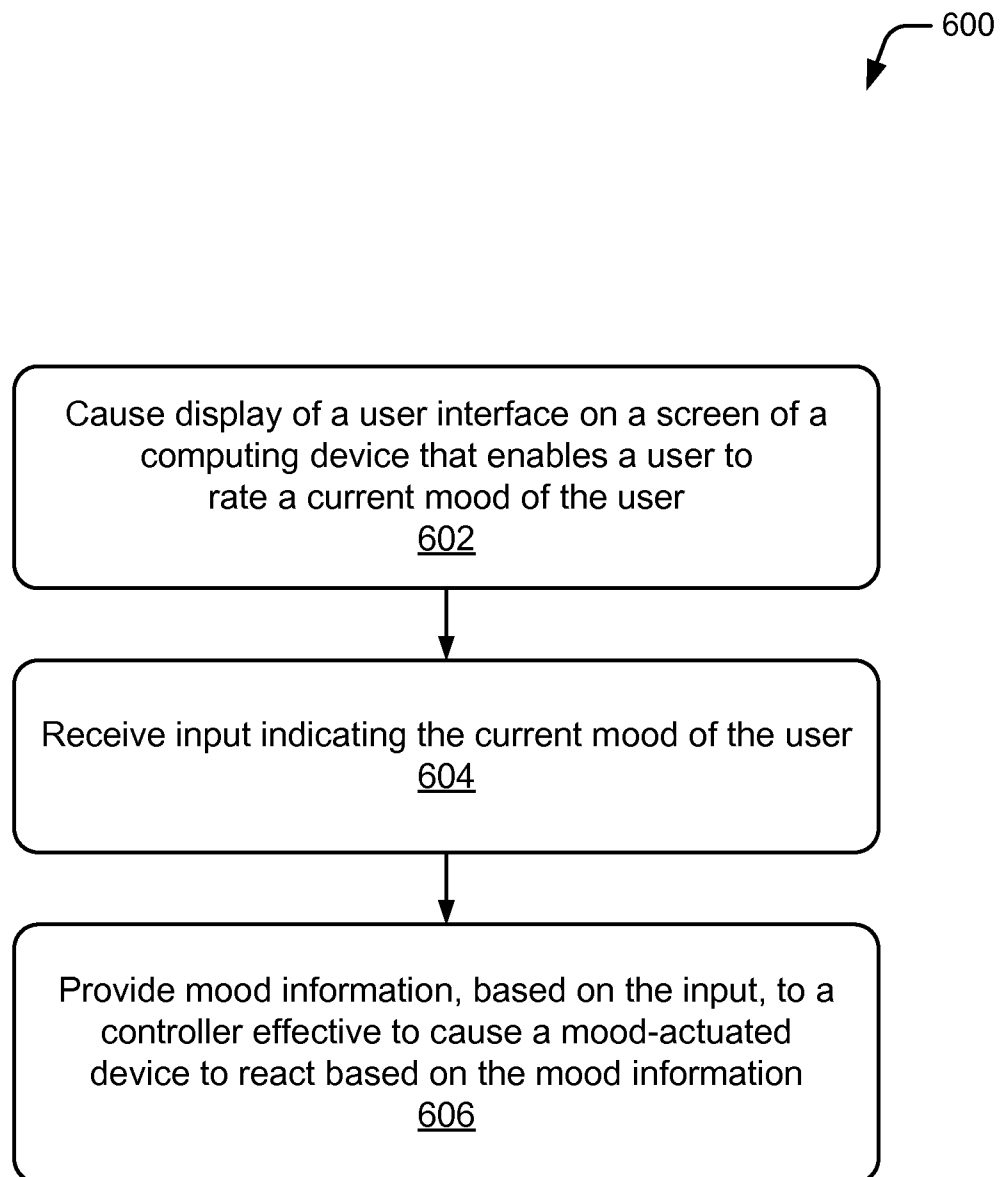 600
Cause display of a user interface on a screen of a
computing device that enables a user to
rate a current mood of the user
602
Receive input indicating the current mood of the user
604
Provide mood information, based on the input, to a
controller effective to cause a mood-actuated
device to react based on the mood information
606